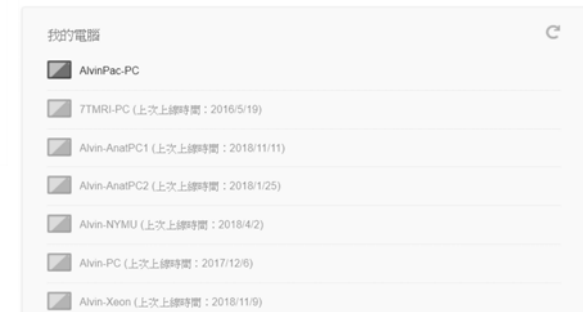 我的電腦
AlvinPac-PC
7TMRI-PC (上次上線時間：2016/5/19)
Alvin-AnatPC1 (上次上線時間：2018/11/11)
Alvin-AnatPC2 (上次上線時間：2018/1/25)
Alvin-NYMU (上次上線時間：2018/4/2)
Alvin-PC (上次上線時間：2017/12/6)
Alvin-Xeon (上次上線時間：2018/11/9)